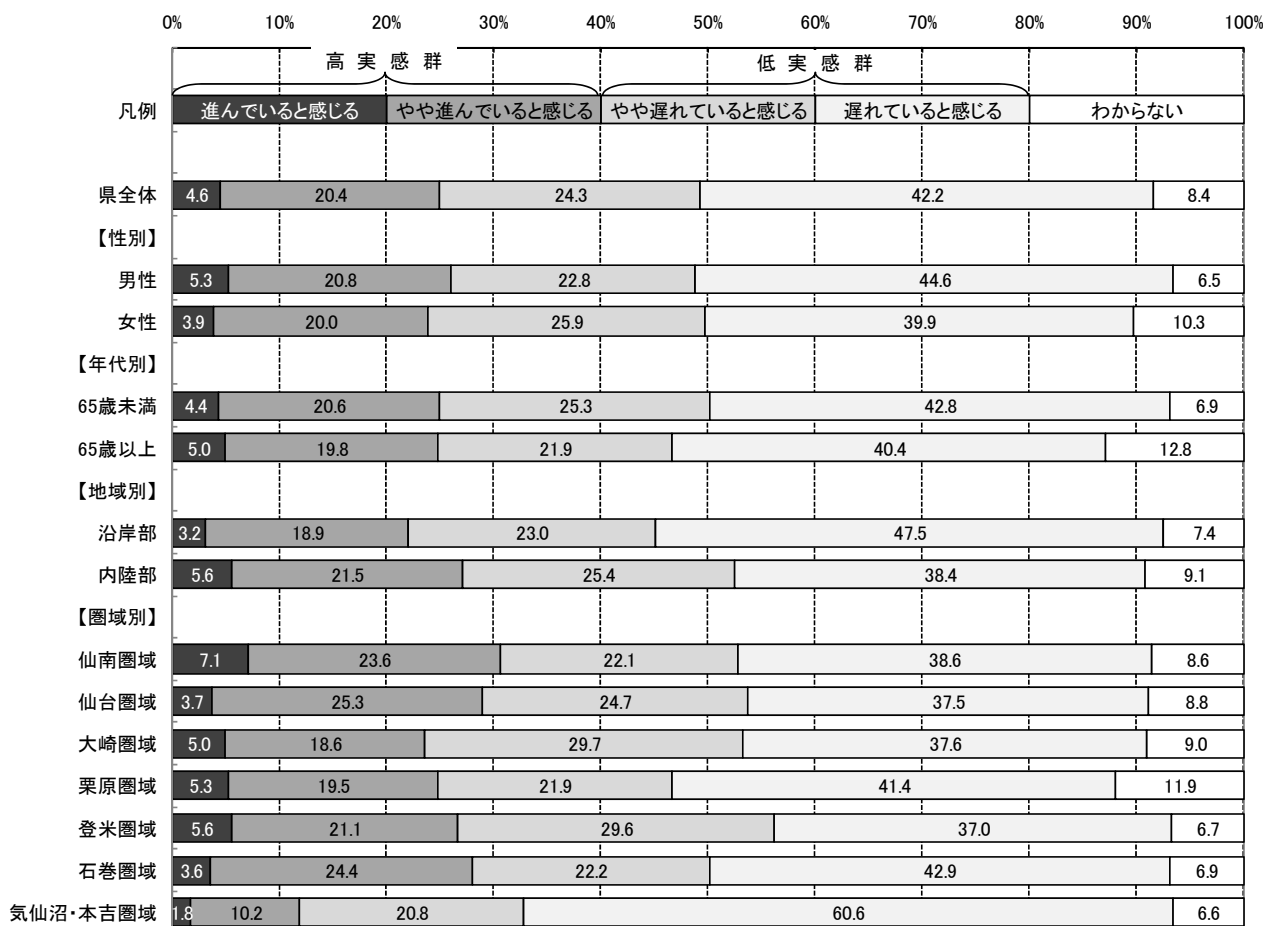 0% 10% 20% 30% 40% 50% 60% 70% 80% 90% 100%
高 実 感 群 低 実 感 群
凡例 進んでいると感じる やや進んでいると感じる やや遅れていると感じる 遅れていると感じる わからない
県全体 4.6 20.4 24.3 42.2 8.4
【性別】
男性 5.3 20.8 22.8 44.6 6.5
女性 3.9 20.0 25.9 39.9 10.3
【年代別】
65歳未満 4.4 20.6 25.3 42.8 6.9
65歳以上 5.0 19.8 21.9 40.4 12.8
【地域別】
沿岸部 3.2 18.9 23.0 47.5 7.4
内陸部 5.6 21.5 25.4 38.4 9.1
【圏域別】
仙南圏域 7.1 23.6 22.1 38.6 8.6
仙台圏域 3.7 25.3 24.7 37.5 8.8
大崎圏域 5.0 18.6 29.7 37.6 9.0
栗原圏域 5.3 19.5 21.9 41.4 11.9
登米圏域 5.6 21.1 29.6 37.0 6.7
石巻圏域 3.6 24.4 22.2 42.9 6.9
気仙沼・本吉圏域 1.8 10.2 20.8 60.6 6.6